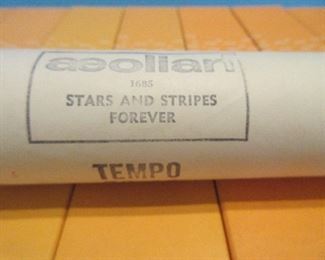 aeolian
1685
STARS AND STRIPES
FOREVER
TEMPO